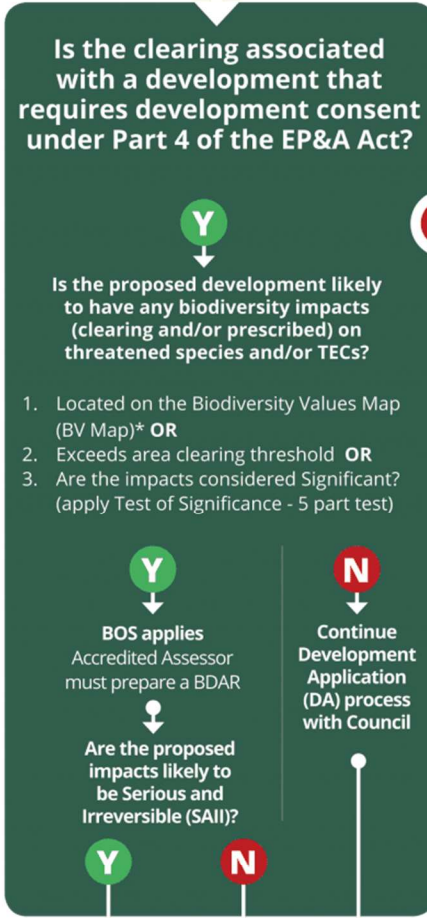 Is the clearing associated
with a development that
requires development consent
under Part 4 of the EP&A Act?
Y
Is the proposed development likely
to have any biodiversity impacts
(clearing and/or prescribed) on
threatened species and/or TECs?
1. Located on the Biodiversity Values Map
(BV Map)* OR
2. Exceeds area clearing threshold OR
3. Are the impacts considered Significant?
(apply Test of Significance - 5 part test)
Y
BOS applies
Accredited Assessor
must prepare a BDAR
Are the proposed
impacts likely to
be Serious and
Irreversible (SAII)?
Y
N
N
Continue
Development
Application
(DA) process
with Council